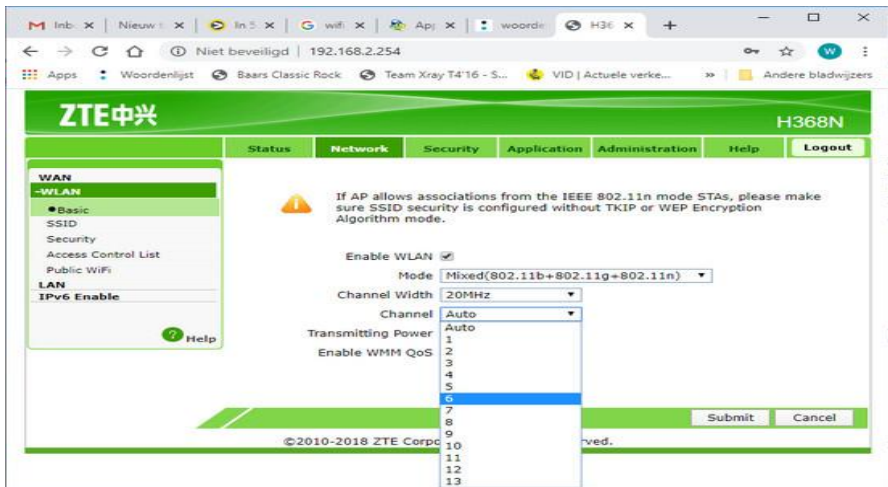 Inb
Nieuw
In 5
G wifi
Ap
woorde
H36
Niet beveiligd | 192.168.2.254
W
Apps
Woordenlijst
Baars Classic Rock
Team Xray T4'16 - S...
VID | Actuele verke...
»
Andere bladwijzers
ZTE中兴
H368N
Status
Network
Security
Application
Administration
Help
Logout
WAN
-WLAN
Basic
SSID
Security
Access Control List
Public WiFi
LAN
IPv6 Enable
? Help
If AP allows associations from the IEEE 802.11n mode STAs, please make
sure SSID security is configured without TKIP or WEP Encryption
Algorithm mode.
Enable WLAN
Mode Mixed(802.11b+802.11g+802.11n)
Channel Width 20MHz
Channel Auto
Transmitting Power
Enable WMM QoS
Auto
1
2
3
4
5
6
7
8
9
10
11
12
13
Submit
Cancel
©2010-2018 ZTE Corpo
rved.